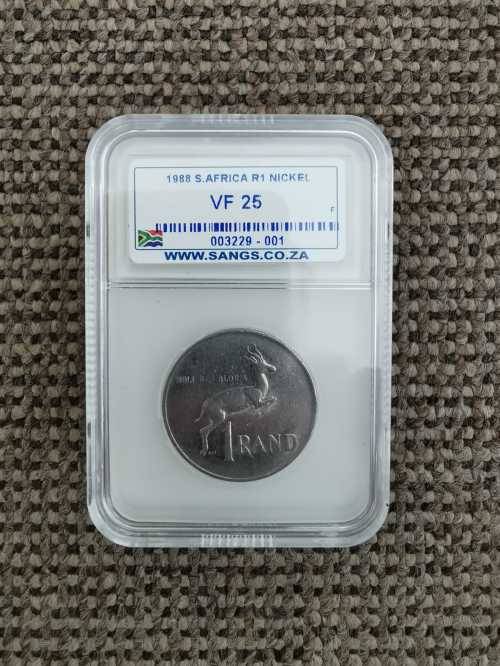 1988 S.AFRICA R1 NICKEL
VF 25
F
003229 - 001
WWW.SANGS.CO.ZA
1 RAND